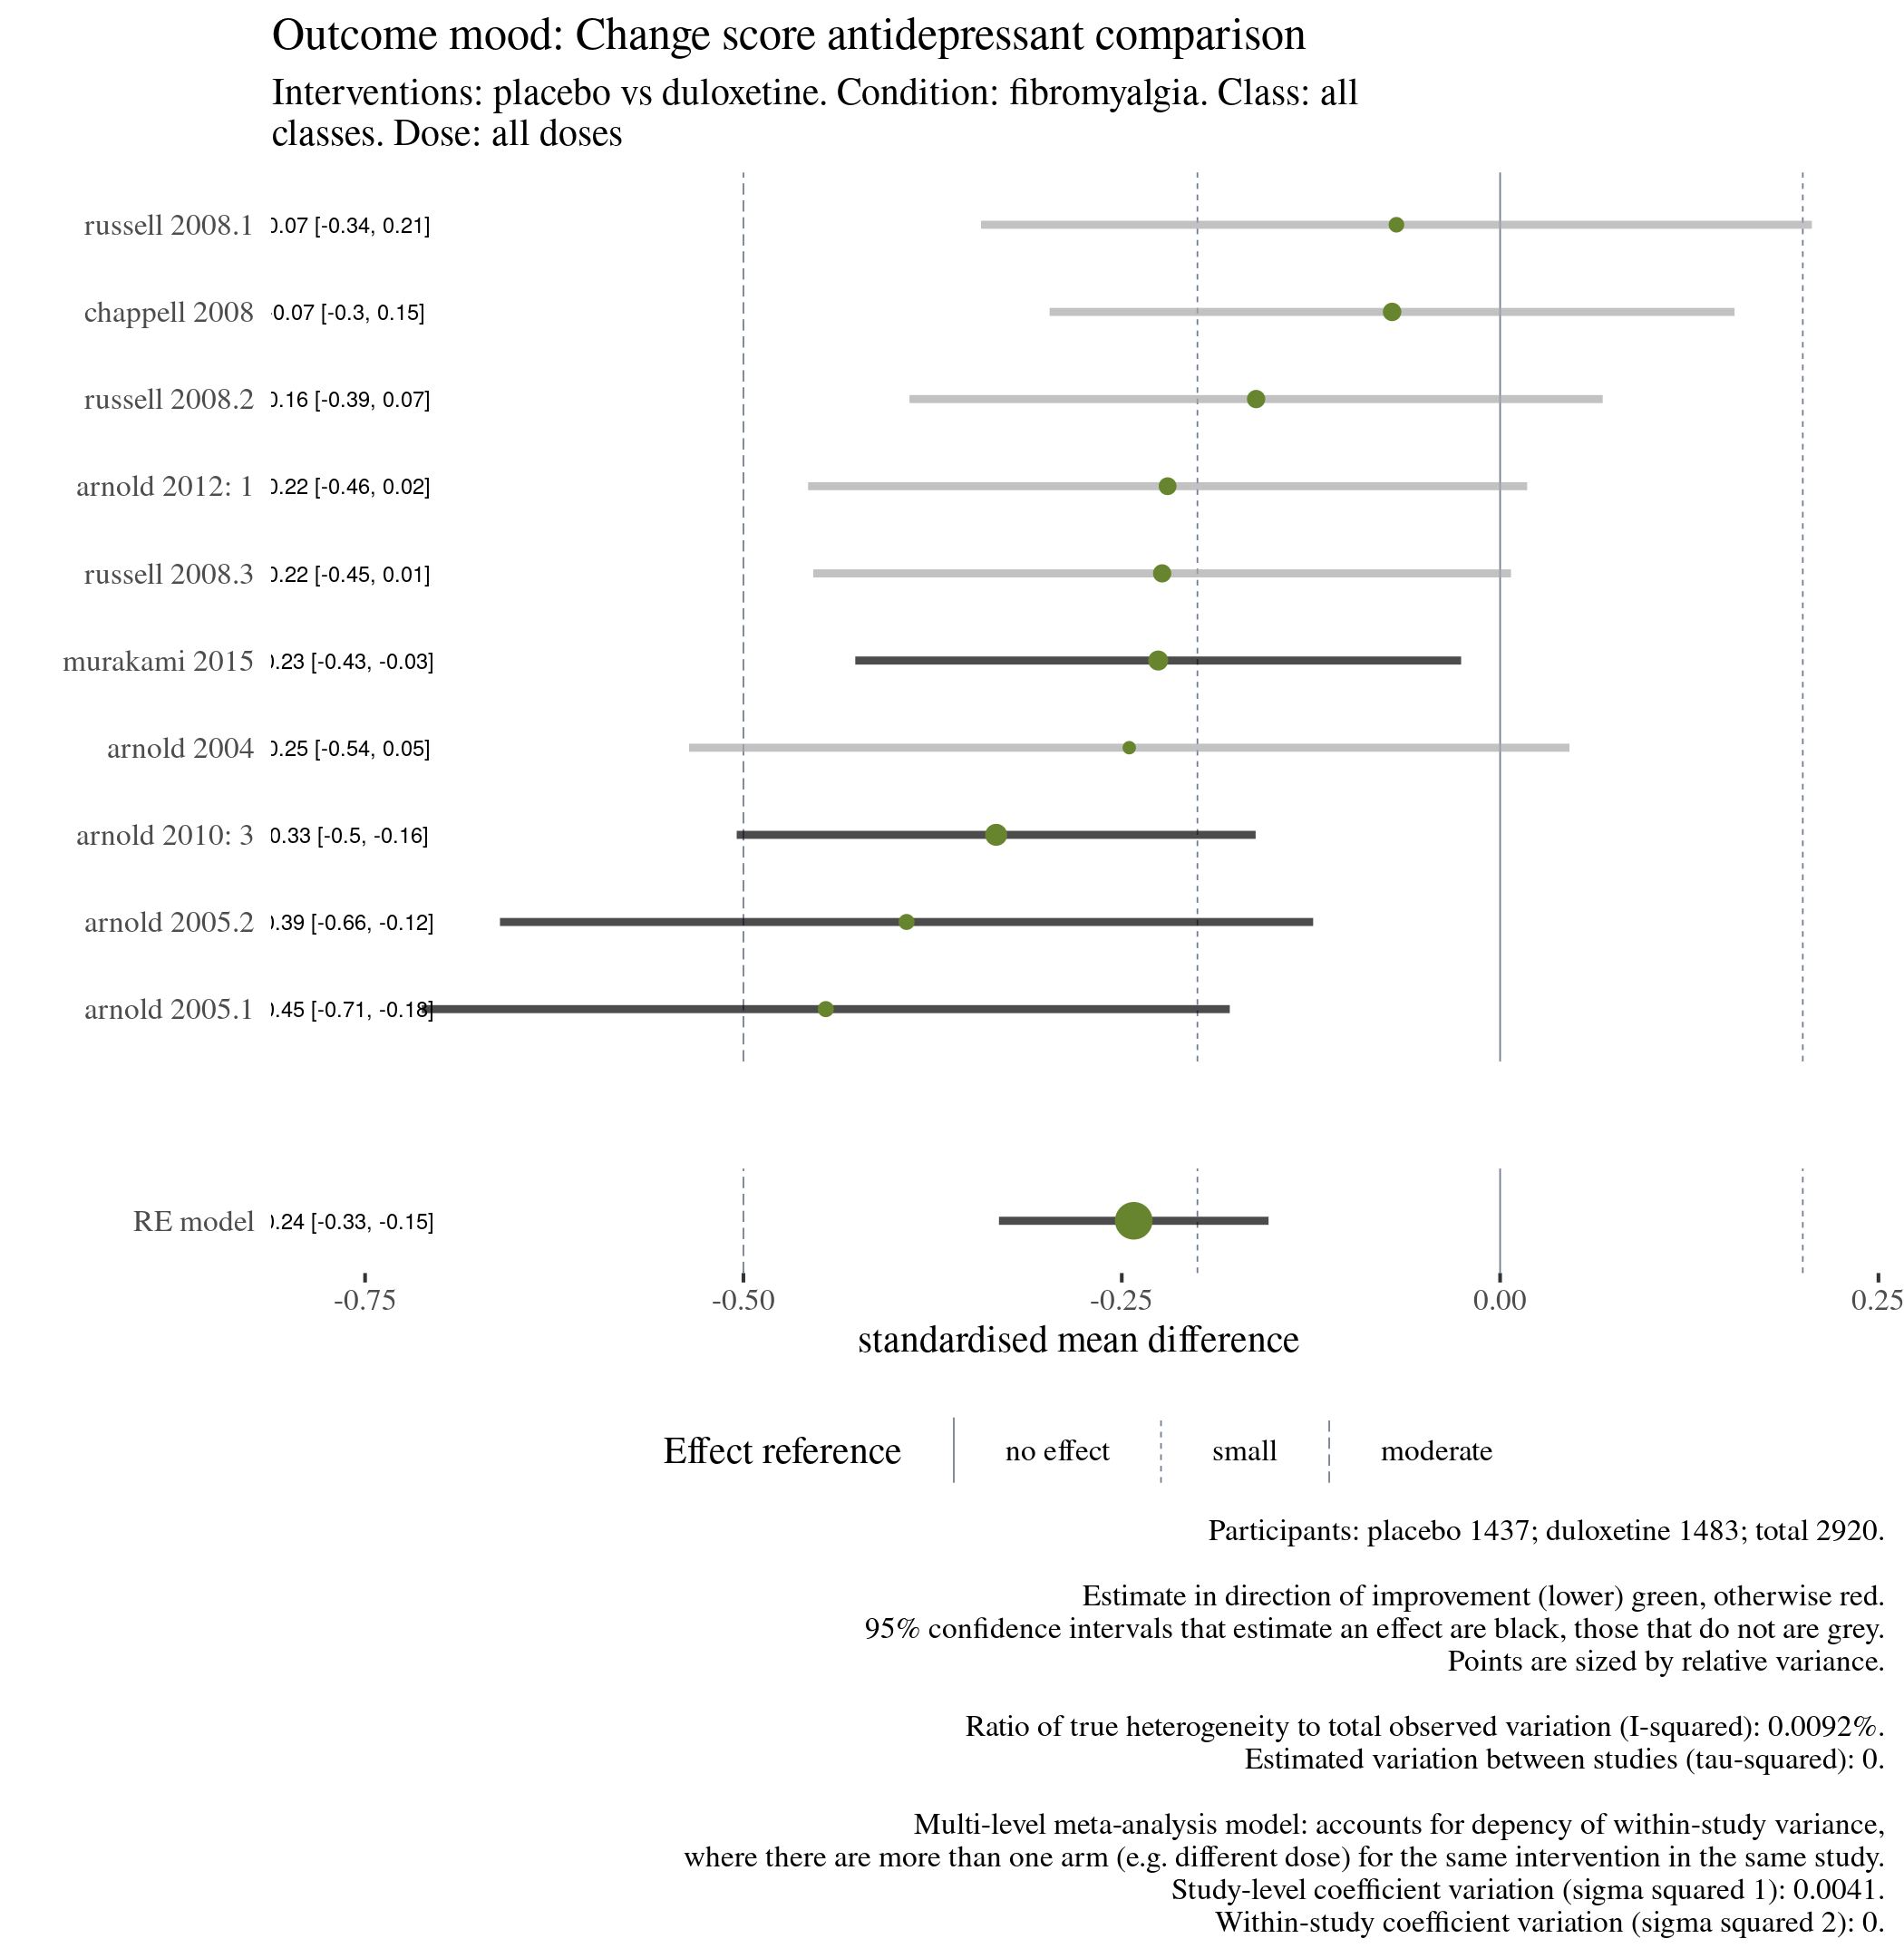 Outcome mood: Change score antidepressant comparison
Interventions: placebo vs duloxetine. Condition: fibromyalgia. Class: all
classes. Dose: all doses
russell 2008.1 0.07 [-0.34, 0.21]
chappell 2008 -0.07 [-0.3, 0.15]
russell 2008.2 0.16 [-0.39, 0.07]
arnold 2012: 1 0.22 [-0.46, 0.02]
russell 2008.3 0.22 [-0.45, 0.01]
murakami 2015 .23 [-0.43, -0.03]
arnold 2004 0.25 [-0.54, 0.05]
arnold 2010: 3 0.33 [-0.5, -0.16]
arnold 2005.2 .39 [-0.66, -0.12]
arnold 2005.1 .45 [-0.71, -0.18]
RE model .24 [-0.33, -0.15]
-0.75 -0.50 -0.25 0.00 0.25
standardised mean difference
Effect reference no effect small moderate
Participants: placebo 1437; duloxetine 1483; total 2920.
Estimate in direction of improvement (lower) green, otherwise red.
95% confidence intervals that estimate an effect are black, those that do not are grey.
Points are sized by relative variance.
Ratio of true heterogeneity to total observed variation (I-squared): 0.0092%.
Estimated variation between studies (tau-squared): 0.
Multi-level meta-analysis model: accounts for depency of within-study variance,
where there are more than one arm (e.g. different dose) for the same intervention in the same study.
Study-level coefficient variation (sigma squared 1): 0.0041.
Within-study coefficient variation (sigma squared 2): 0.